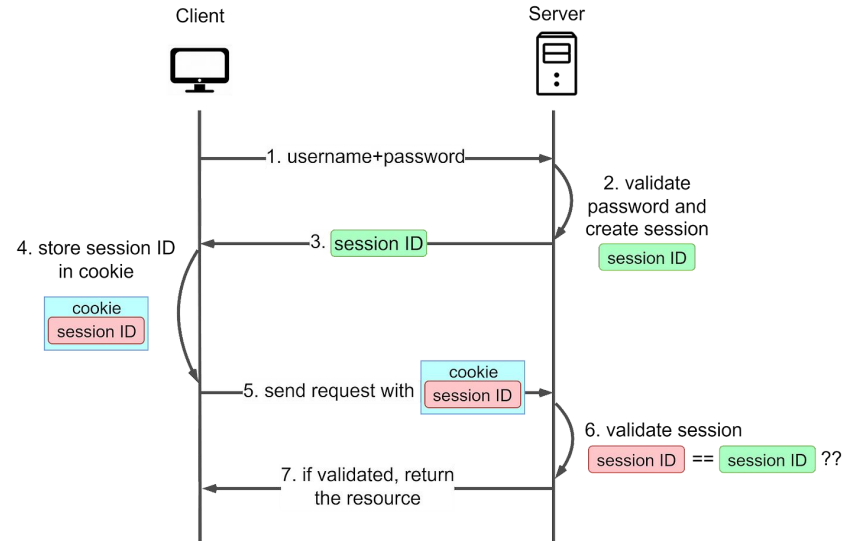 Client
Server
1. username+password
2. validate
password and
create session
session ID
3. session ID
4. store session ID
in cookie
cookie
session ID
5. send request with
cookie
session ID
6. validate session
session ID == session ID ??
7. if validated, return
the resource